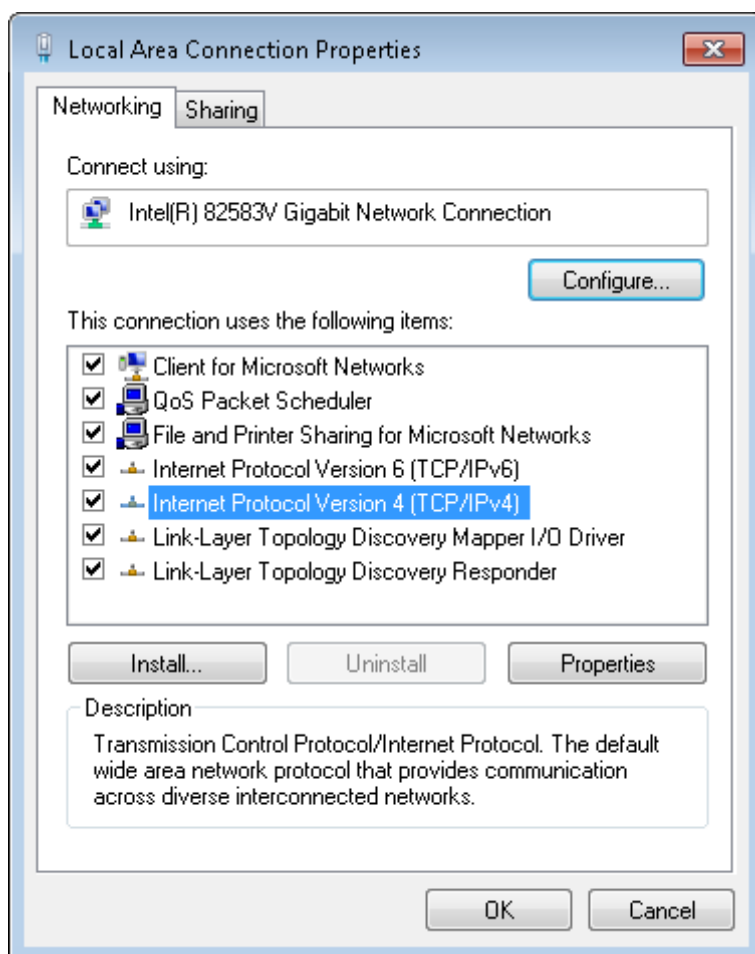 Local Area Connection Properties
Networking
Sharing
Connect using:
Intel(R) 82583V Gigabit Network Connection
Configure...
This connection uses the following items:
Client for Microsoft Networks
QoS Packet Scheduler
File and Printer Sharing for Microsoft Networks
Internet Protocol Version 6 (TCP/IPv6)
Internet Protocol Version 4 (TCP/IPv4)
Link-Layer Topology Discovery Mapper I/O Driver
Link-Layer Topology Discovery Responder
Install...
Uninstall
Properties
Description
Transmission Control Protocol/Internet Protocol. The default
wide area network protocol that provides communication
across diverse interconnected networks.
OK
Cancel